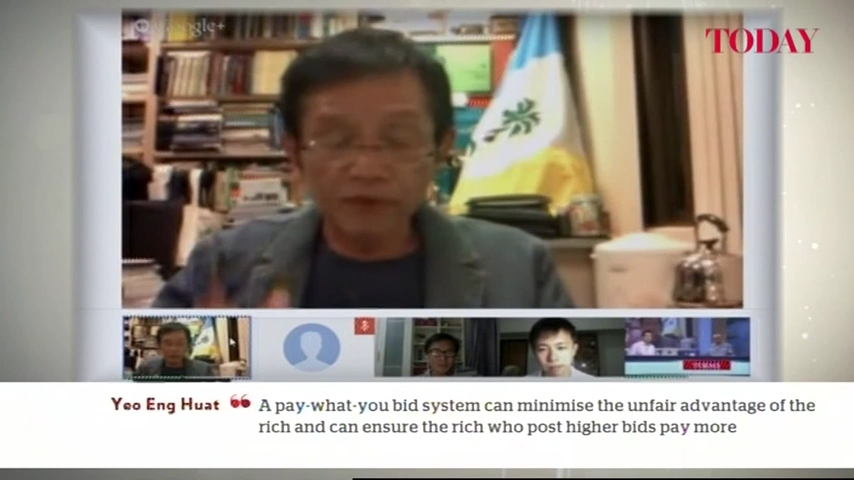 Google+
TODAY
Yeo Eng Huat
A pay-what-you bid system can minimise the unfair advantage of the
rich and can ensure the rich who post higher bids pay more